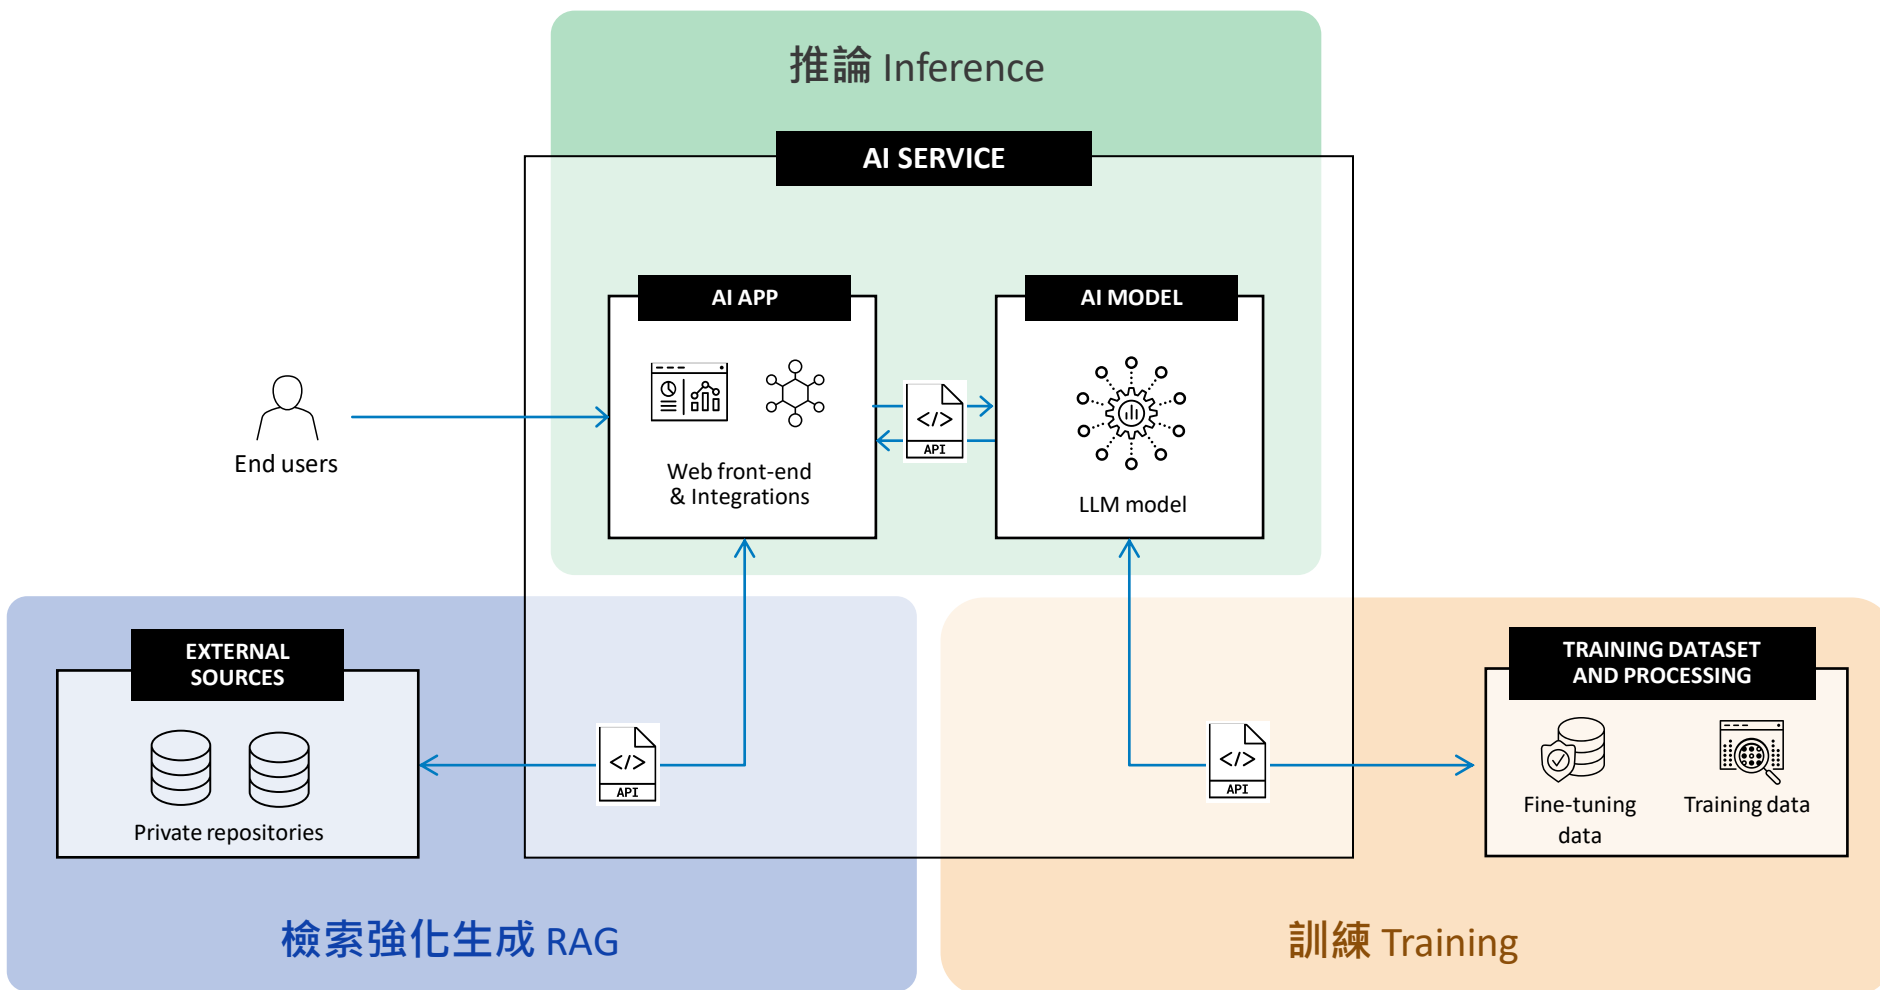 推論 Inference
AI SERVICE
AI APP
AI MODEL
</>
API
Web front-end
& Integrations
LLM model
End users
EXTERNAL
SOURCES
Private repositories
</>
API
</>
API
TRAINING DATASET
AND PROCESSING
Fine-tuning
data
Training data
檢索強化生成 RAG
訓練 Training